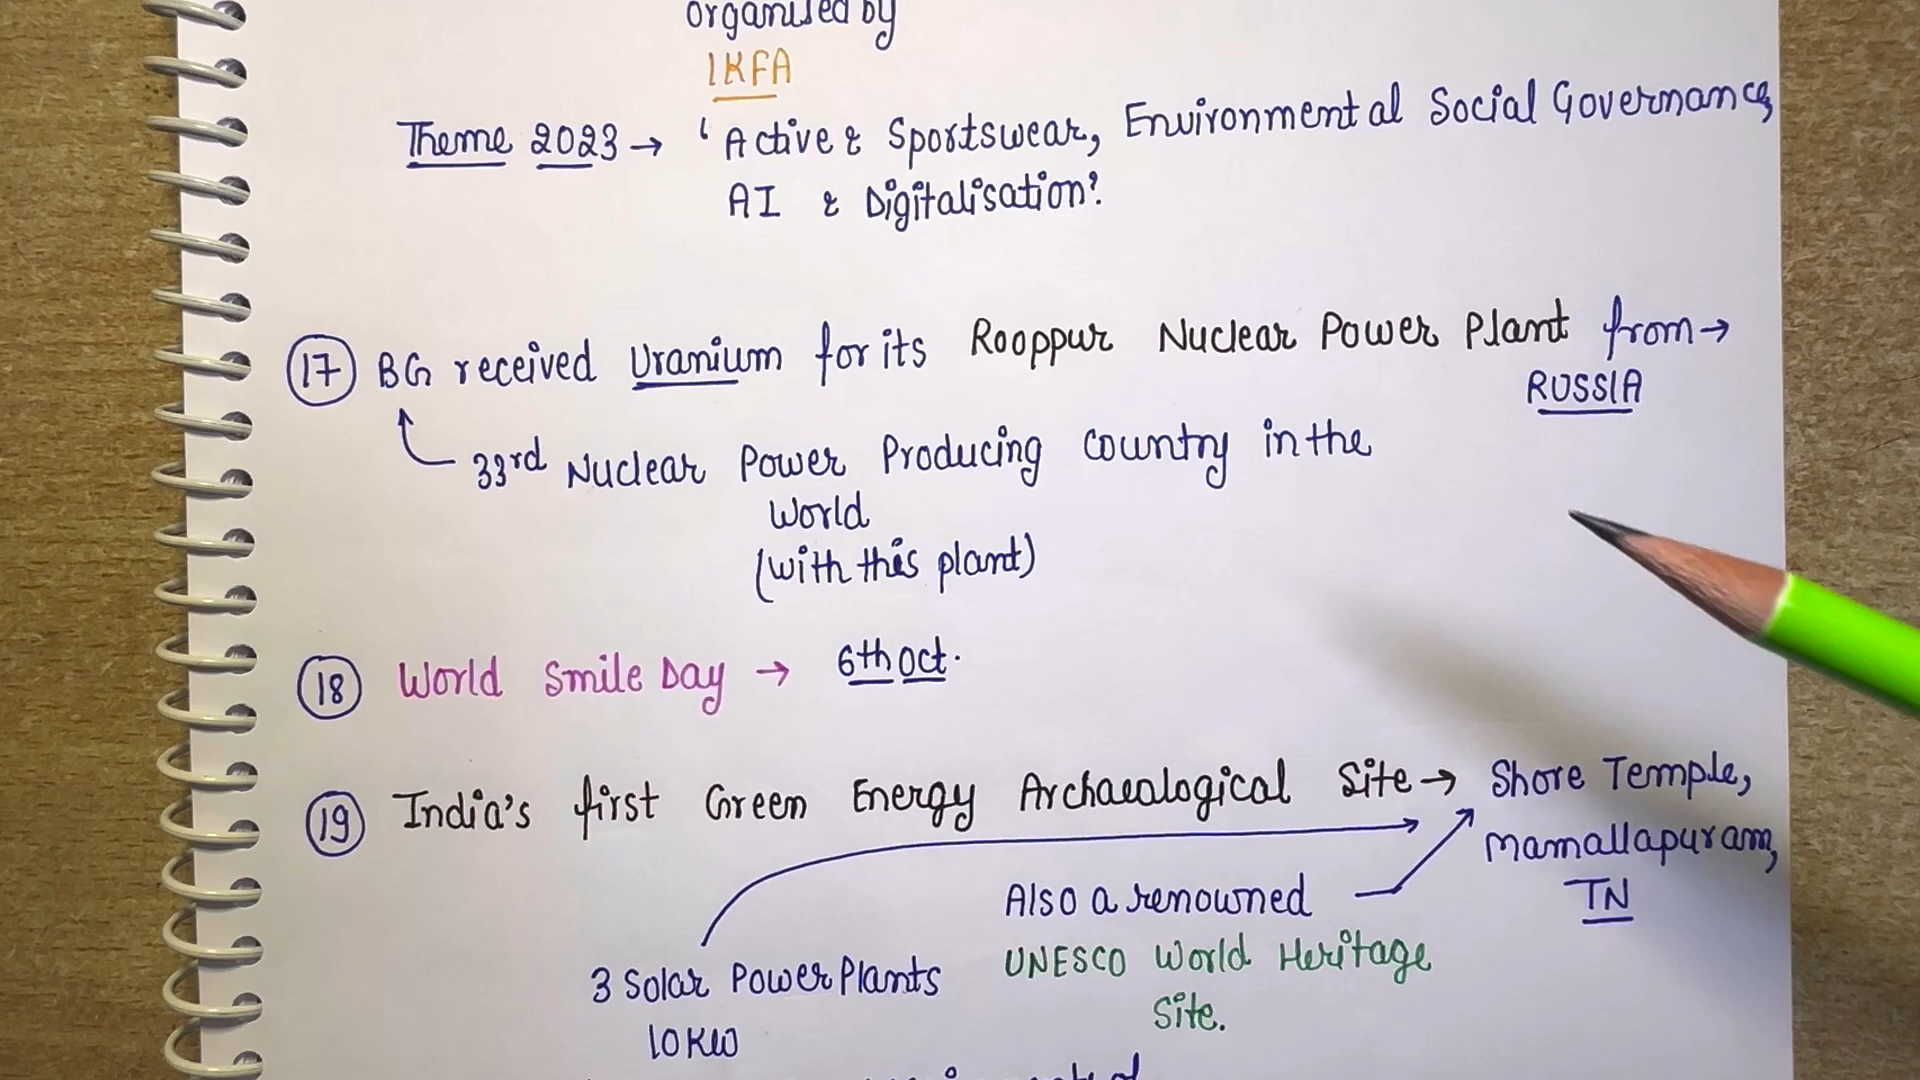 organised by
IKFA
Theme 2023 → 'Active & Sportswear, Environmental Social Governance,
AI & Digitalisation'.
17 BG received Uranium for its Rooppur Nuclear Power Plant from →
RUSSIA
33rd Nuclear Power Producing country in the
World
(with this plant)
18 World Smile Day → 6th Oct.
19 India's first Green Energy Archaeological Site → Shore Temple,
Mamallapuram,
TN
Also a renowned
UNESCO World Heritage
Site.
3 Solar Power Plants
10KW